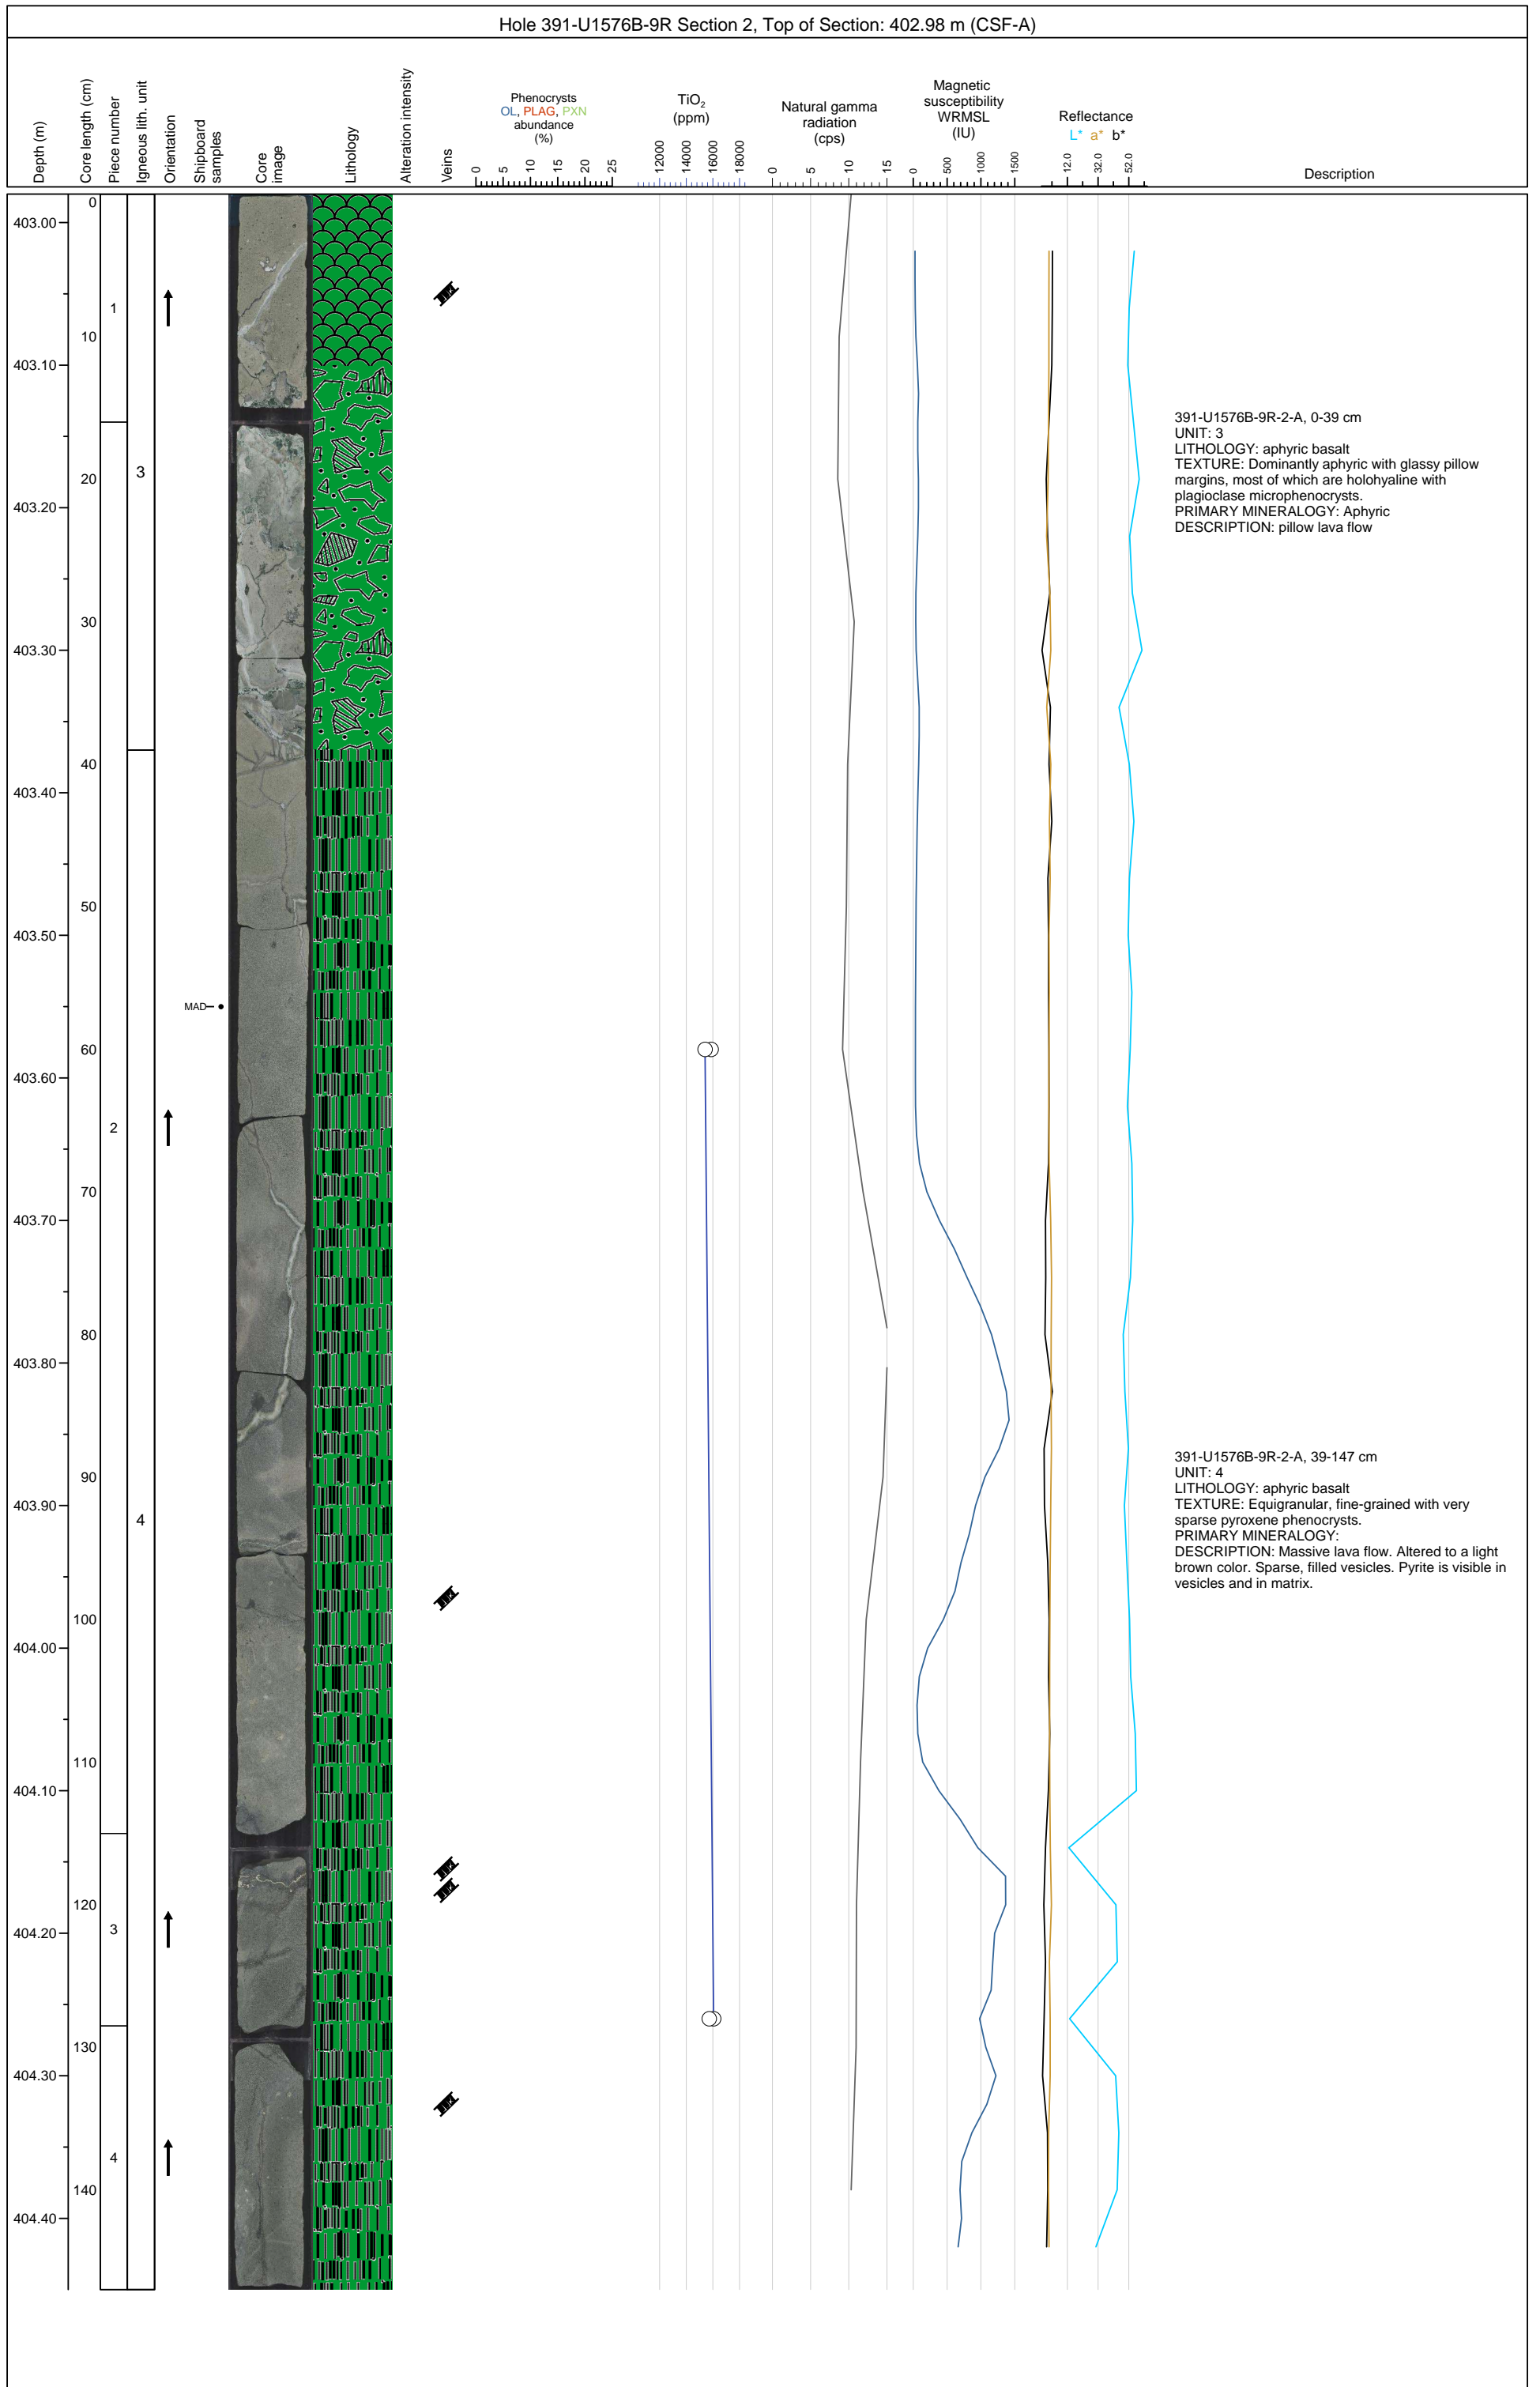 Hole 391-U1576B-9R Section 2, Top of Section: 402.98 m (CSF-A)
Depth (m)
Core length (cm)
Piece number
Igneous lith. unit
Orientation
Shipboard
samples
Core
image
Lithology
Alteration intensity
Veins
Phenocrysts
OL, PLAG, PXN
abundance
(%)
0 5 10 15 20 25
TiO2
(ppm)
12000 14000 16000 18000
Natural gamma
radiation
(cps)
0 5 10 15
Magnetic
susceptibility
WRMSL
(IU)
0 500 1000 1500
Reflectance
L* a* b*
12.0 32.0 52.0
Description
0
403.00
1
10
403.10
391-U1576B-9R-2-A, 0-39 cm
UNIT: 3
LITHOLOGY: aphyric basalt
TEXTURE: Dominantly aphyric with glassy pillow
margins, most of which are holohyaline with
plagioclase microphenocrysts.
PRIMARY MINERALOGY: Aphyric
DESCRIPTION: pillow lava flow
3
20
403.20
30
403.30
40
403.40
50
403.50
MAD
60
403.60
2
70
403.70
80
403.80
391-U1576B-9R-2-A, 39-147 cm
UNIT: 4
LITHOLOGY: aphyric basalt
TEXTURE: Equigranular, fine-grained with very
sparse pyroxene phenocrysts.
PRIMARY MINERALOGY:
DESCRIPTION: Massive lava flow. Altered to a light
brown color. Sparse, filled vesicles. Pyrite is visible in
vesicles and in matrix.
90
403.90
4
100
404.00
110
404.10
120
3
404.20
130
404.30
4
140
404.40